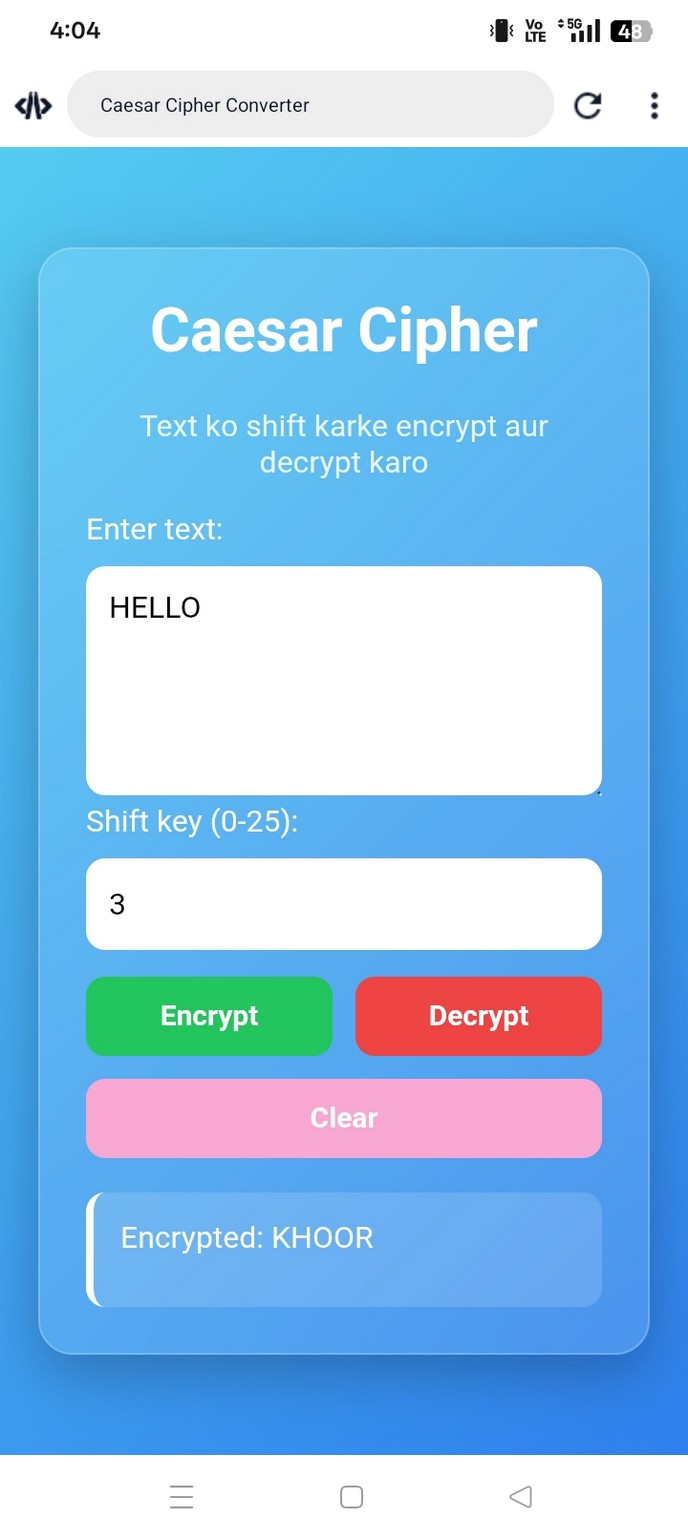 4:04
Vo
LTE
5G
48
Caesar Cipher Converter
Caesar Cipher
Text ko shift karke encrypt aur
decrypt karo
Enter text:
HELLO
Shift key (0-25):
3
Encrypt
Decrypt
Clear
Encrypted: KHOOR